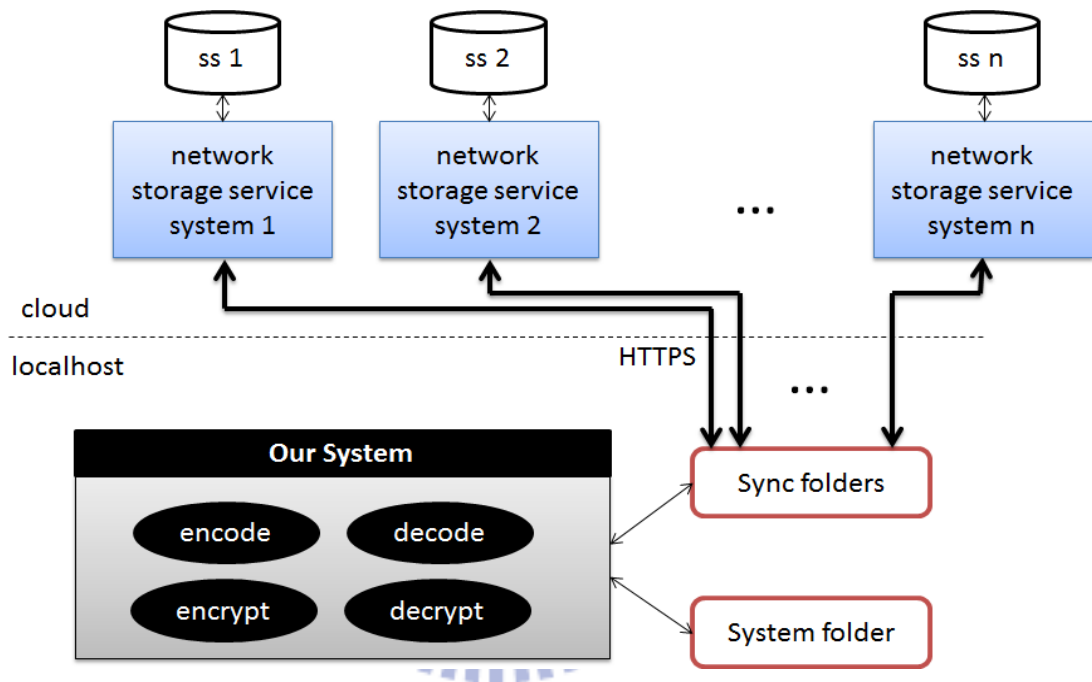 ss 1
ss 2
ss n
network
storage service
system 1
network
storage service
system 2
...
network
storage service
system n
cloud
localhost
HTTPS
...
Our System
encode
decode
encrypt
decrypt
Sync folders
System folder